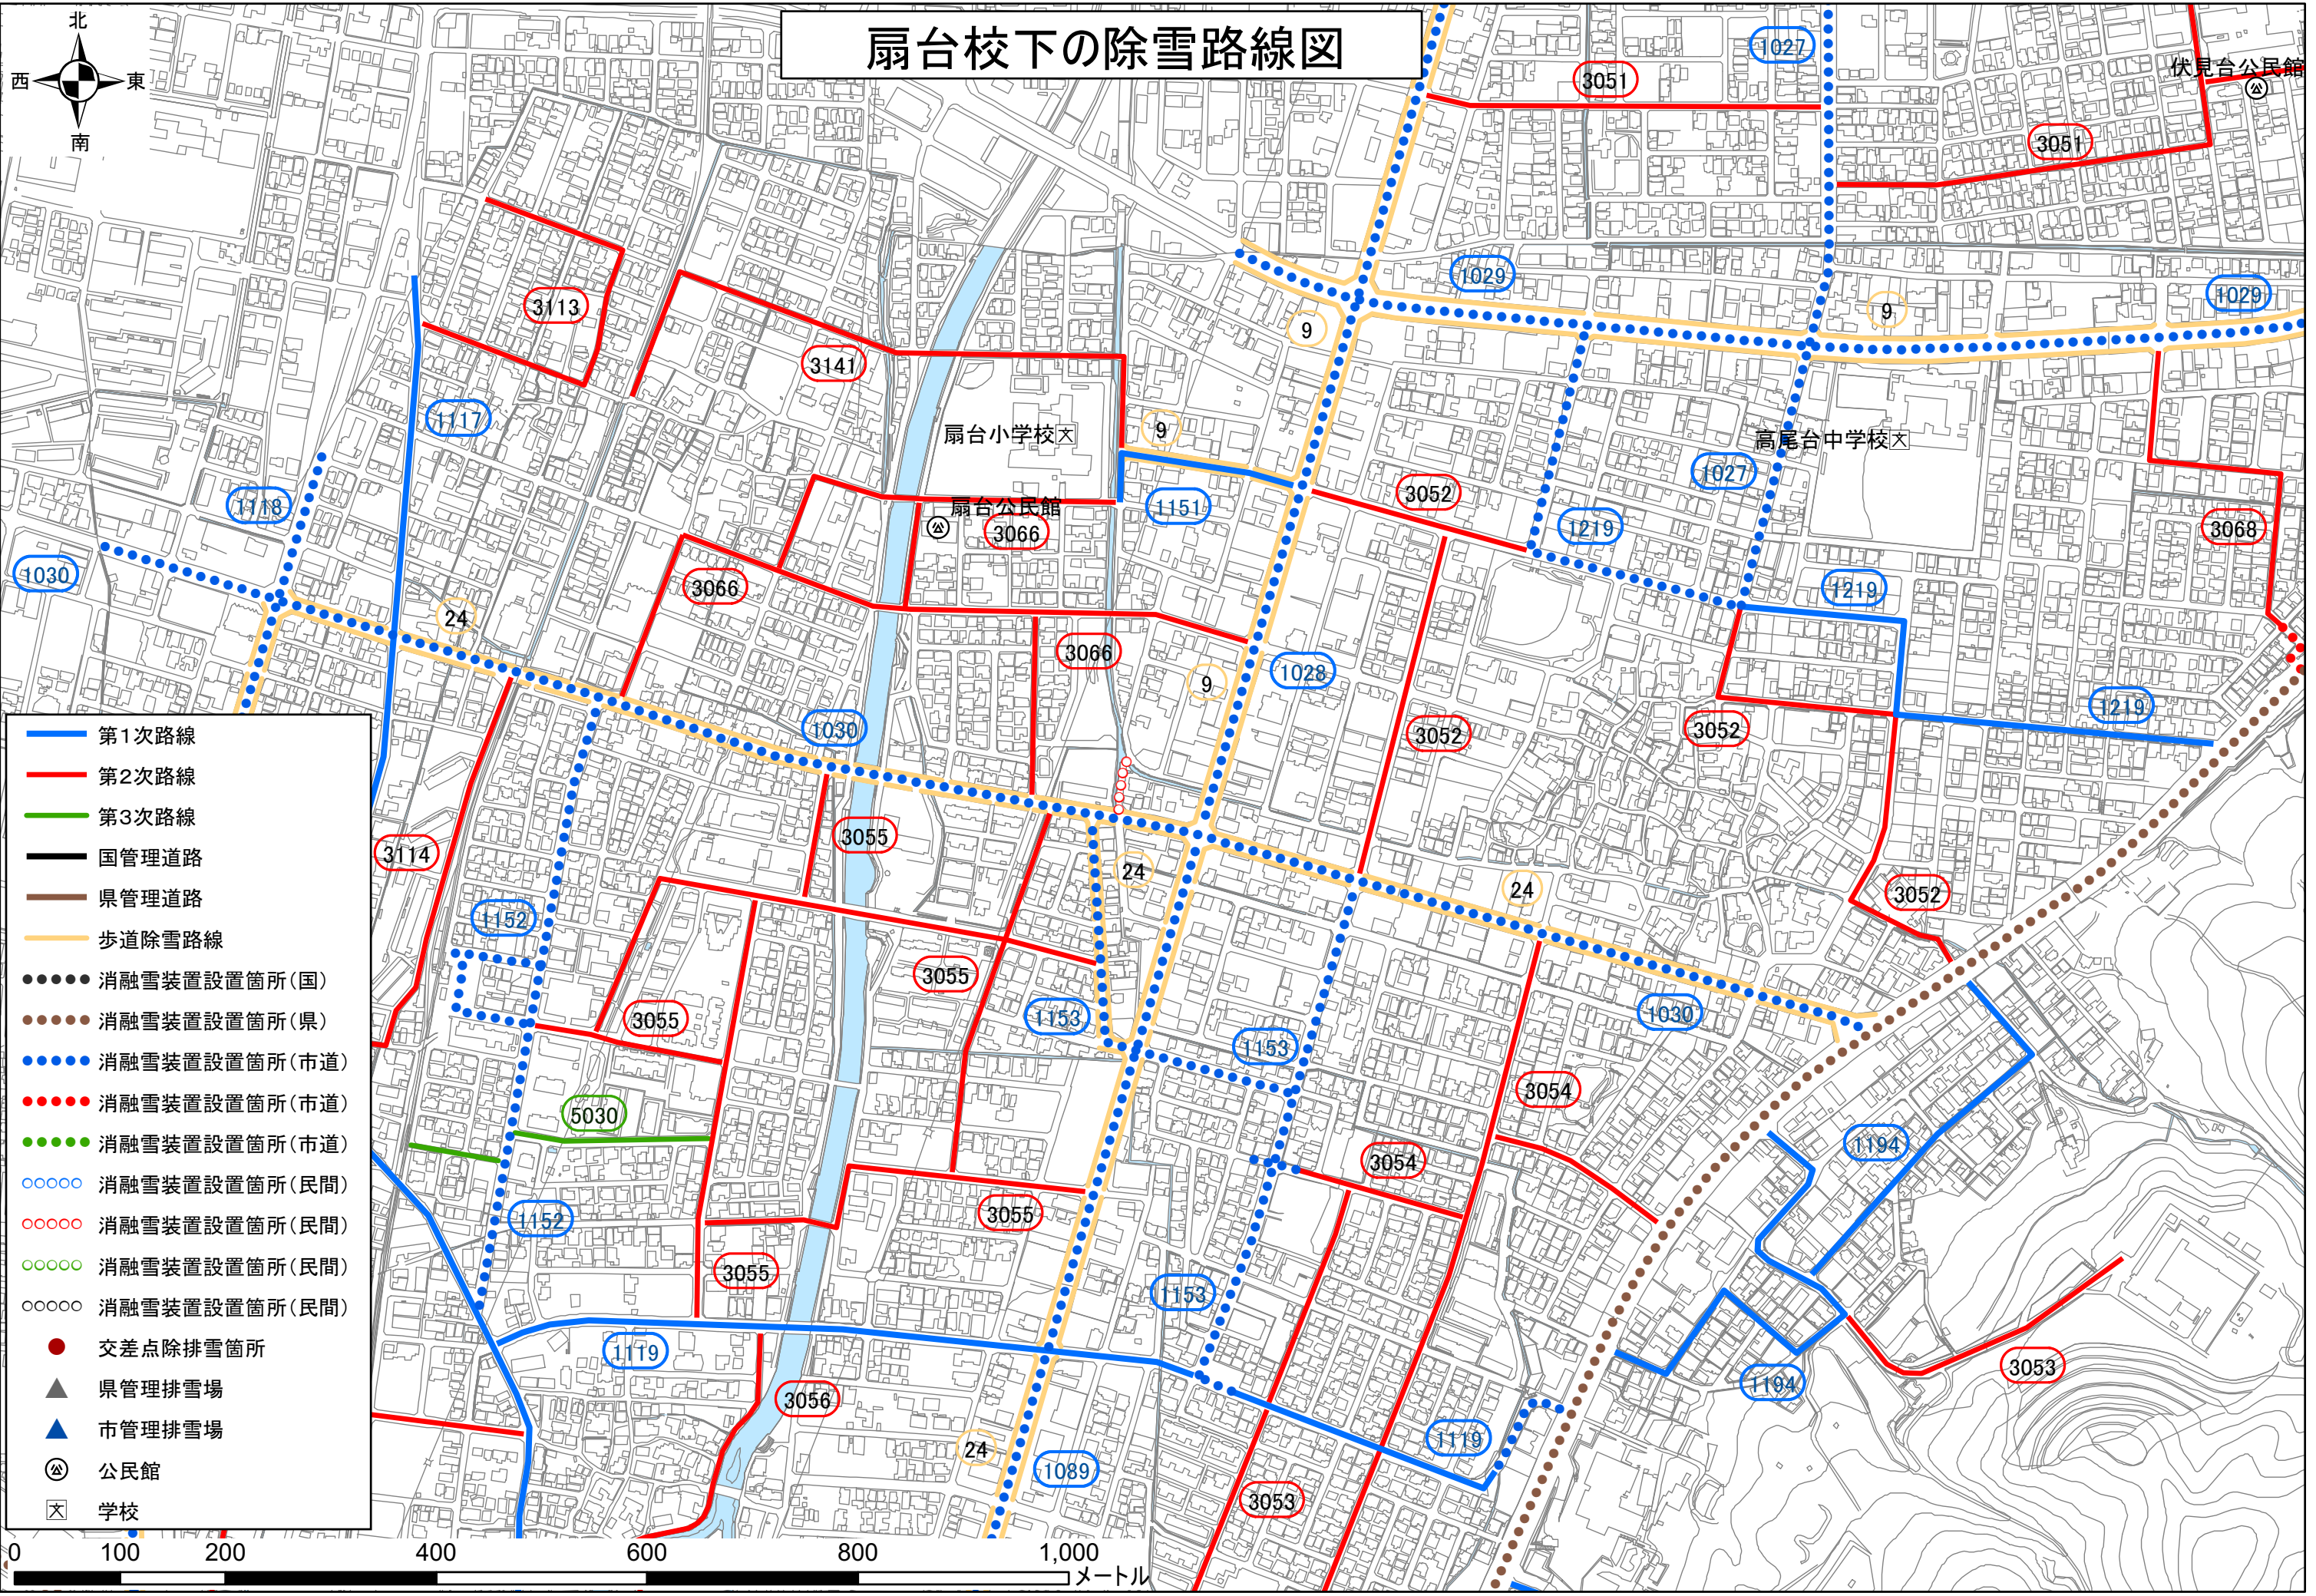 扇台校下の除雪路線図
北
西
東
南
1027
3051
伏見台公民館
3051
1029
1029
3113
9
9
3141
1117
扇台小学校文
9
高尾台中学校文
1027
3052
1118
扇台公民館
1151
1219
3068
3066
1030
3066
1219
24
3066
1028
9
1219
1030
3052
3052
3055
3114
24
24
3052
1152
3055
3055
1153
1030
1153
3054
5030
1194
3054
1152
3055
3055
1153
1119
3053
3056
1194
24
1119
1089
3053
第1次路線
第2次路線
第3次路線
国管理道路
県管理道路
歩道除雪路線
消融雪装置設置箇所(国)
消融雪装置設置箇所(県)
消融雪装置設置箇所(市道)
消融雪装置設置箇所(市道)
消融雪装置設置箇所(市道)
消融雪装置設置箇所(民間)
消融雪装置設置箇所(民間)
消融雪装置設置箇所(民間)
消融雪装置設置箇所(民間)
交差点除排雪箇所
県管理排雪場
市管理排雪場
公 公民館
文 学校
0 100 200 400 600 800 1,000
メートル